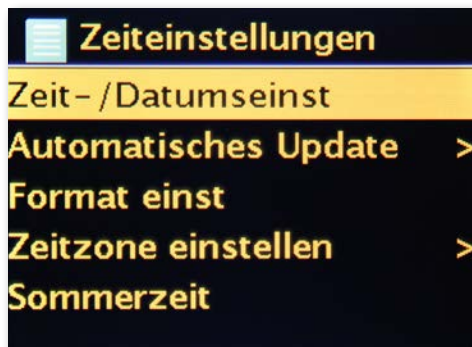 Zeiteinstellungen
Zeit-/Datumseinst
Automatisches Update >
Format einst
Zeitzone einstellen >
Sommerzeit